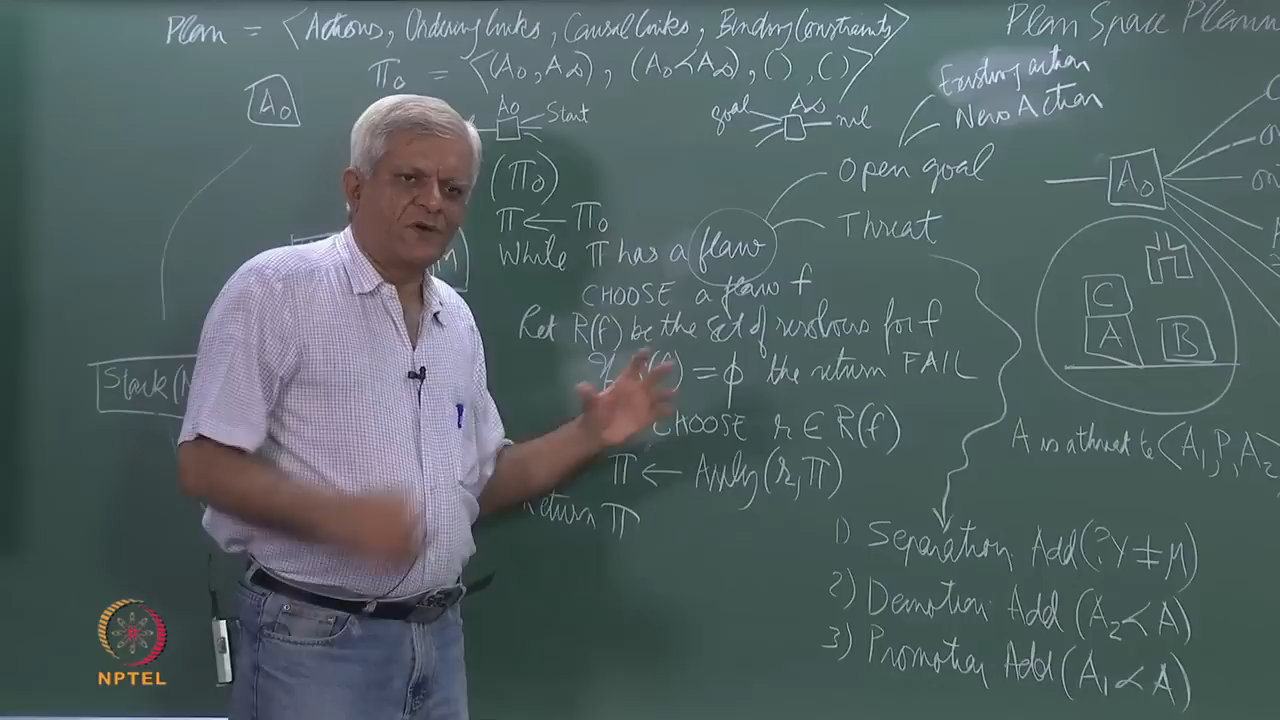 Plan = ⟨Actions, Ordering links, Causal links, Binding Constraints⟩
Plan Space Plannin
π₀ = ⟨(A₀, A∞), (A₀<A∞), ( ), ( )⟩
Existing action
New Action
A₀
A₀
Start
goal
A∞
nil
Open goal
A₀
on
(π₀)
π ← π₀
Threat
While π has a flaw
CHOOSE a flaw f
C
A
B
Let R(f) be the set of resolvers for f
(f) = ϕ the return FAIL
Stack(
CHOOSE r ∈ R(f)
A is a threat to ⟨A₁, P, A₂
π ← Apply(r, π)
Return π
1) Separation Add(?Y ≠ M)
2) Demotion Add (A₂ < A)
3) Promotion Add (A₁ < A)
NPTEL